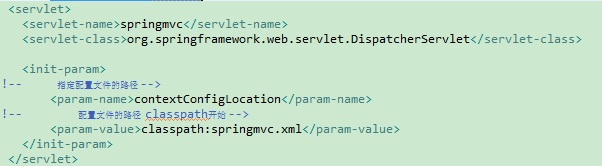 <servlet>
<servlet-name>springmvc</servlet-name>
<servlet-class>org.springframework.web.servlet.DispatcherServlet</servlet-class>
<init-param>
!-- 指定配置文件的路径 -->
<param-name>contextConfigLocation</param-name>
!-- 配置文件的路径 classpath开始 -->
<param-value>classpath:springmvc.xml</param-value>
</init-param>
</servlet>